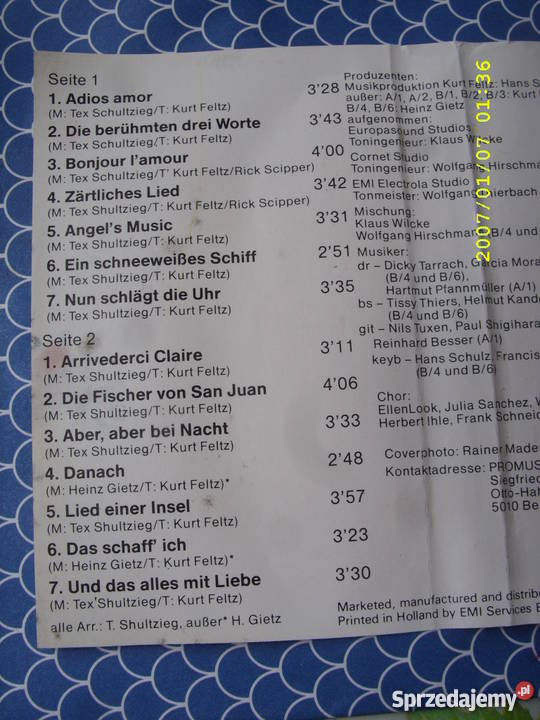 Seite 1
1. Adios amor
(M: Tex Schultzieg/T: Kurt Feltz)
3'28
2. Die berühmten drei Worte
(M: Tex Shultzieg/T: Kurt Feltz)
3'43
3. Bonjour l'amour
(M: Tex Shultzieg/T' Kurt Feltz/Rick Scipper)
4'00
4. Zärtliches Lied
(M: Tex Shultzieg/T: Kurt Feltz/Rick Scipper)
3'42
5. Angel's Music
(M: Tex Shultzieg/T: Kurt Feltz)
3'31
6. Ein schneeweißes Schiff
(M: Tex Shultzieg/T: Kurt Feltz)
2'51
7. Nun schlägt die Uhr
(M: Tex Shultzieg/T: Kurt Feltz)
3'35
Seite 2
1. Arrivederci Claire
(M: Tex Shultzieg/T: Kurt Feltz)
3'11
2. Die Fischer von San Juan
(M: Tex Shultzieg/T: Kurt Feltz)
4'06
3. Aber, aber bei Nacht
(M: Tex Shultzieg/T: Kurt Feltz)
3'33
4. Danach
(M: Heinz Gietz/T: Kurt Feltz)*
2'48
5. Lied einer Insel
(M: Tex Shultzieg/T: Kurt Feltz)
3'57
6. Das schaff' ich
(M: Heinz Gietz/T: Kurt Feltz)*
3'23
7. Und das alles mit Liebe
(M: Tex'Shultzieg/T: Kurt Feltz)
3'30
alle Arr.: T. Shultzieg, außer* H. Gietz
Produzenten:
Musikproduktion Kurt Feltz: Hans S
außer: A/1, A/2, B/1, B/2, B/3: Kurt
B/4, B/6: Heinz Gietz
aufgenommen:
Europasound Studios
Toningenieur: Klaus Wilcke
Cornet Studio
Toningenieur: Wolfgang Hirschman
EMI Electrola Studio
Tonmeister: Wolfgang Thierbach
Mischung:
Klaus Wilcke
Wolfgang Hirschmann B/4 und
Musiker:
dr – Dicky Tarrach, Garcia Mora
(B/4 und B/6),
Hartmut Pfannmüller (A/1)
bs – Tissy Thiers, Helmut Kande
(B/4 und B/6)
git – Nils Tuxen, Paul Shigihara
Reinhard Besser (A/1)
keyb – Hans Schulz, Francis
(B/4 und B/6)
Chor:
EllenLook, Julia Sanchez,
Herbert Ihle, Frank Schneid
Coverphoto: Rainer Made
Kontaktadresse: PROMUS
Siegfried
Otto-Hah
5010 Be
Marketed, manufactured and distribu
Printed in Holland by EMI Services B
2007/01/07 01:36
Sprzedajemy.pl